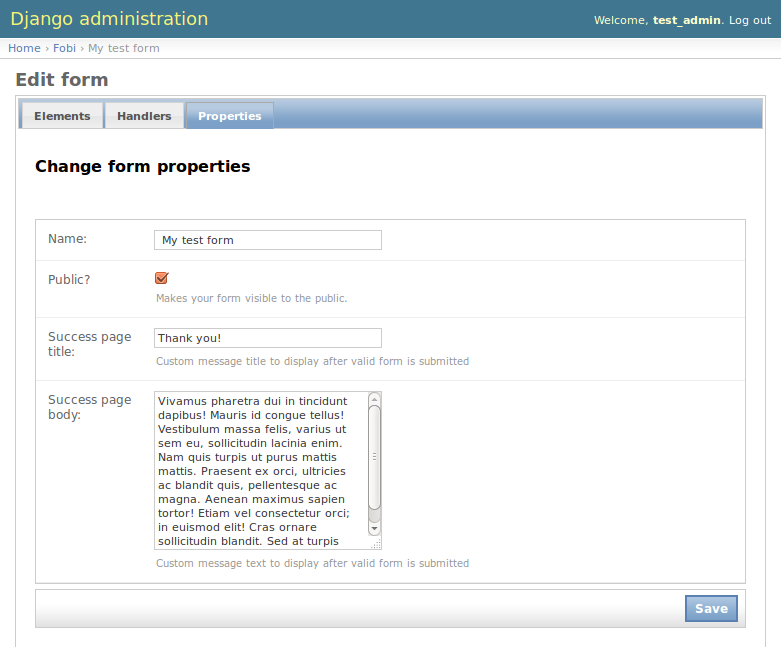 Django administration
Welcome, test_admin. Log out
Home › Fobi › My test form
Edit form
Elements
Handlers
Properties
Change form properties
Name:
My test form
Public?
Makes your form visible to the public.
Success page
title:
Thank you!
Custom message title to display after valid form is submitted
Success page
body:
Vivamus pharetra dui in tincidunt
dapibus! Mauris id congue tellus!
Vestibulum massa felis, varius ut
sem eu, sollicitudin lacinia enim.
Nam quis turpis ut purus mattis
mattis. Praesent ex orci, ultricies
ac blandit quis, pellentesque ac
magna. Aenean maximus sapien
tortor! Etiam vel consectetur orci;
in euismod elit! Cras ornare
sollicitudin blandit. Sed at turpis
Custom message text to display after valid form is submitted
Save